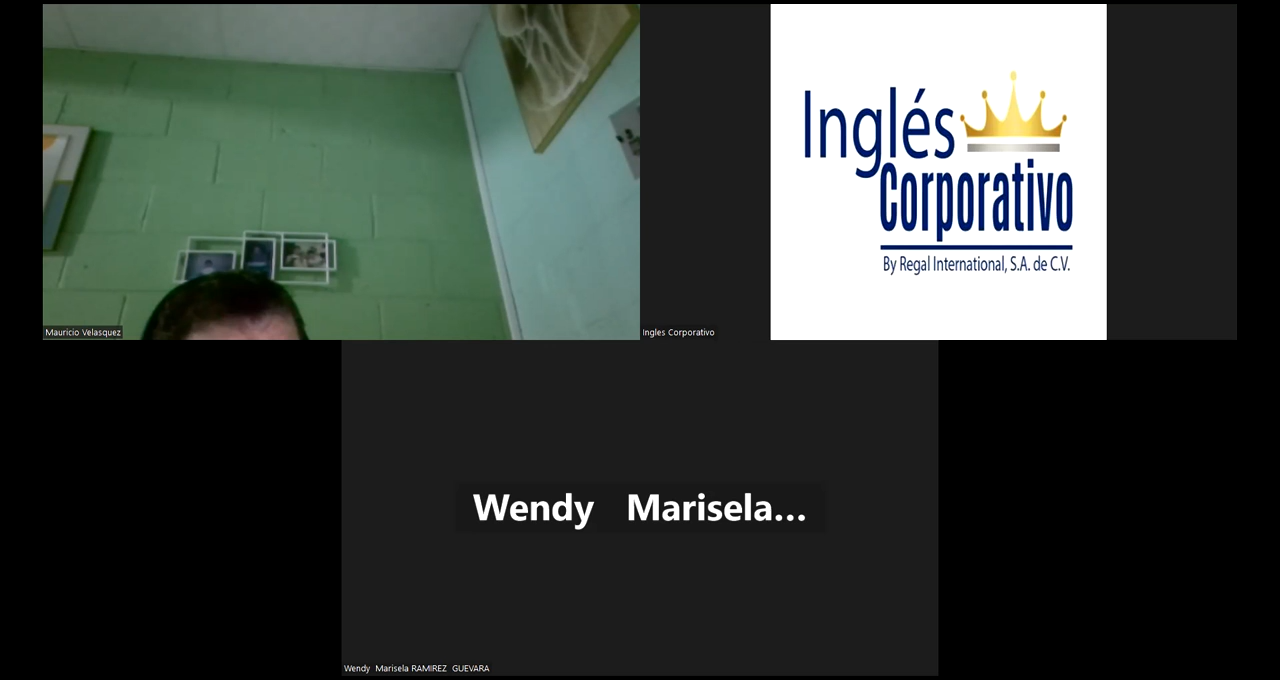 Inglés
Corporativo
By Regal International, S.A. de C.V.
Mauricio Velasquez
Ingles Corporativo
Wendy Marisela...
Wendy Marisela RAMIREZ GUEVARA